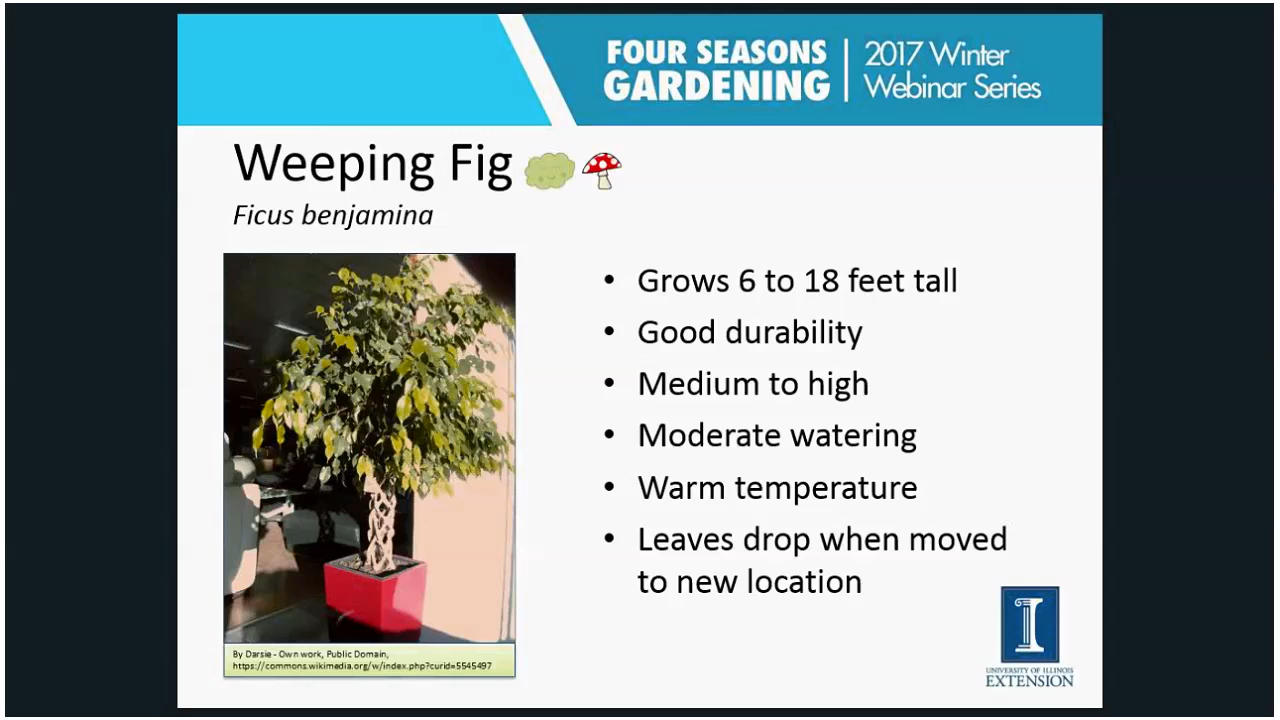 FOUR SEASONS
GARDENING
2017 Winter
Webinar Series
Weeping Fig
Ficus benjamina
• Grows 6 to 18 feet tall
• Good durability
• Medium to high
• Moderate watering
• Warm temperature
• Leaves drop when moved
to new location
By Darsie - Own work, Public Domain,
https://commons.wikimedia.org/w/index.php?curid=5545497
I
UNIVERSITY OF ILLINOIS
EXTENSION